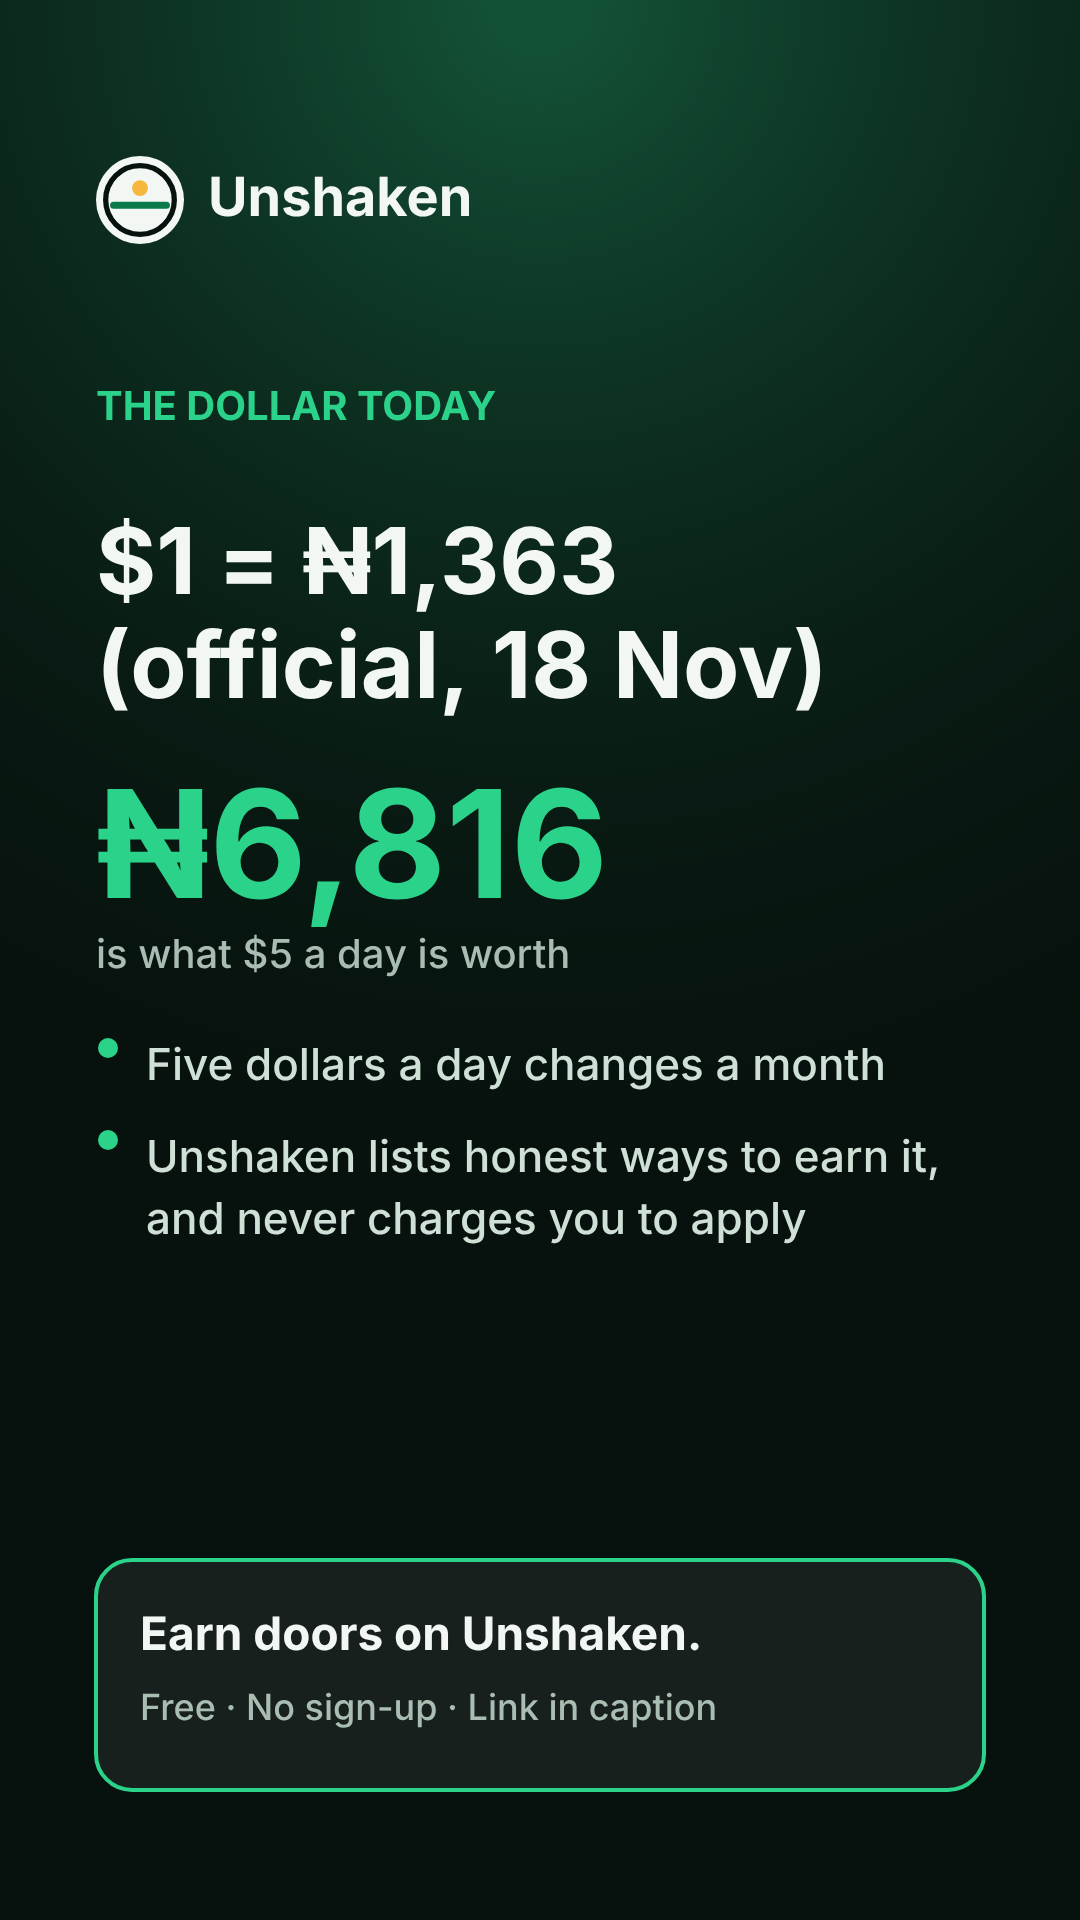 Unshaken
THE DOLLAR TODAY
$1 = ₦1,363
(official, 18 Nov)
₦6,816
is what $5 a day is worth
• Five dollars a day changes a month
• Unshaken lists honest ways to earn it,
and never charges you to apply
Earn doors on Unshaken.
Free · No sign-up · Link in caption